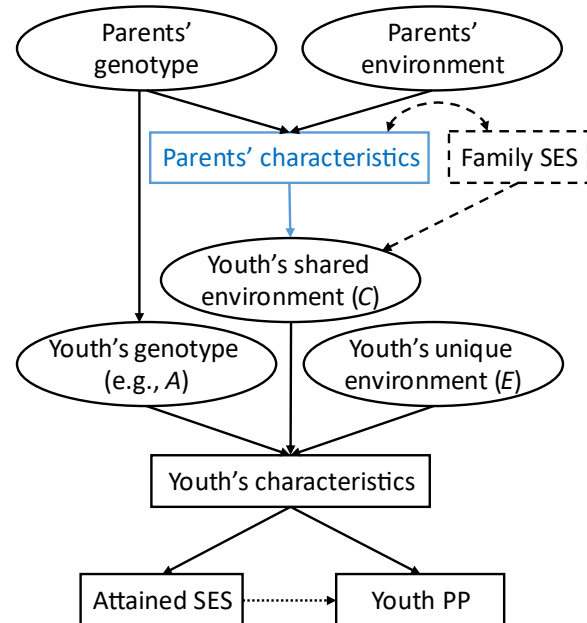 Parents’
genotype
Parents’
environment
Parents’ characteristics
Family SES
Youth’s shared
environment (C)
Youth’s genotype
(e.g., A)
Youth’s unique
environment (E)
Youth’s characteristics
Attained SES
Youth PP